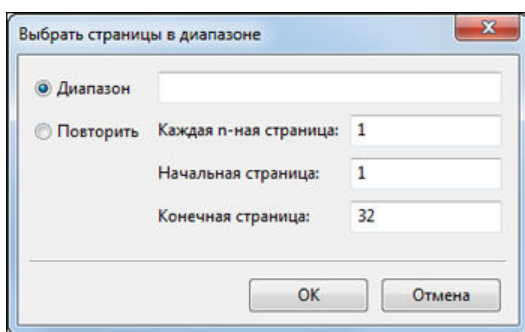 Выбрать страницы в диапазоне
Диапазон
Повторить Каждая n-ная страница: 1
Начальная страница: 1
Конечная страница: 32
OK Отмена